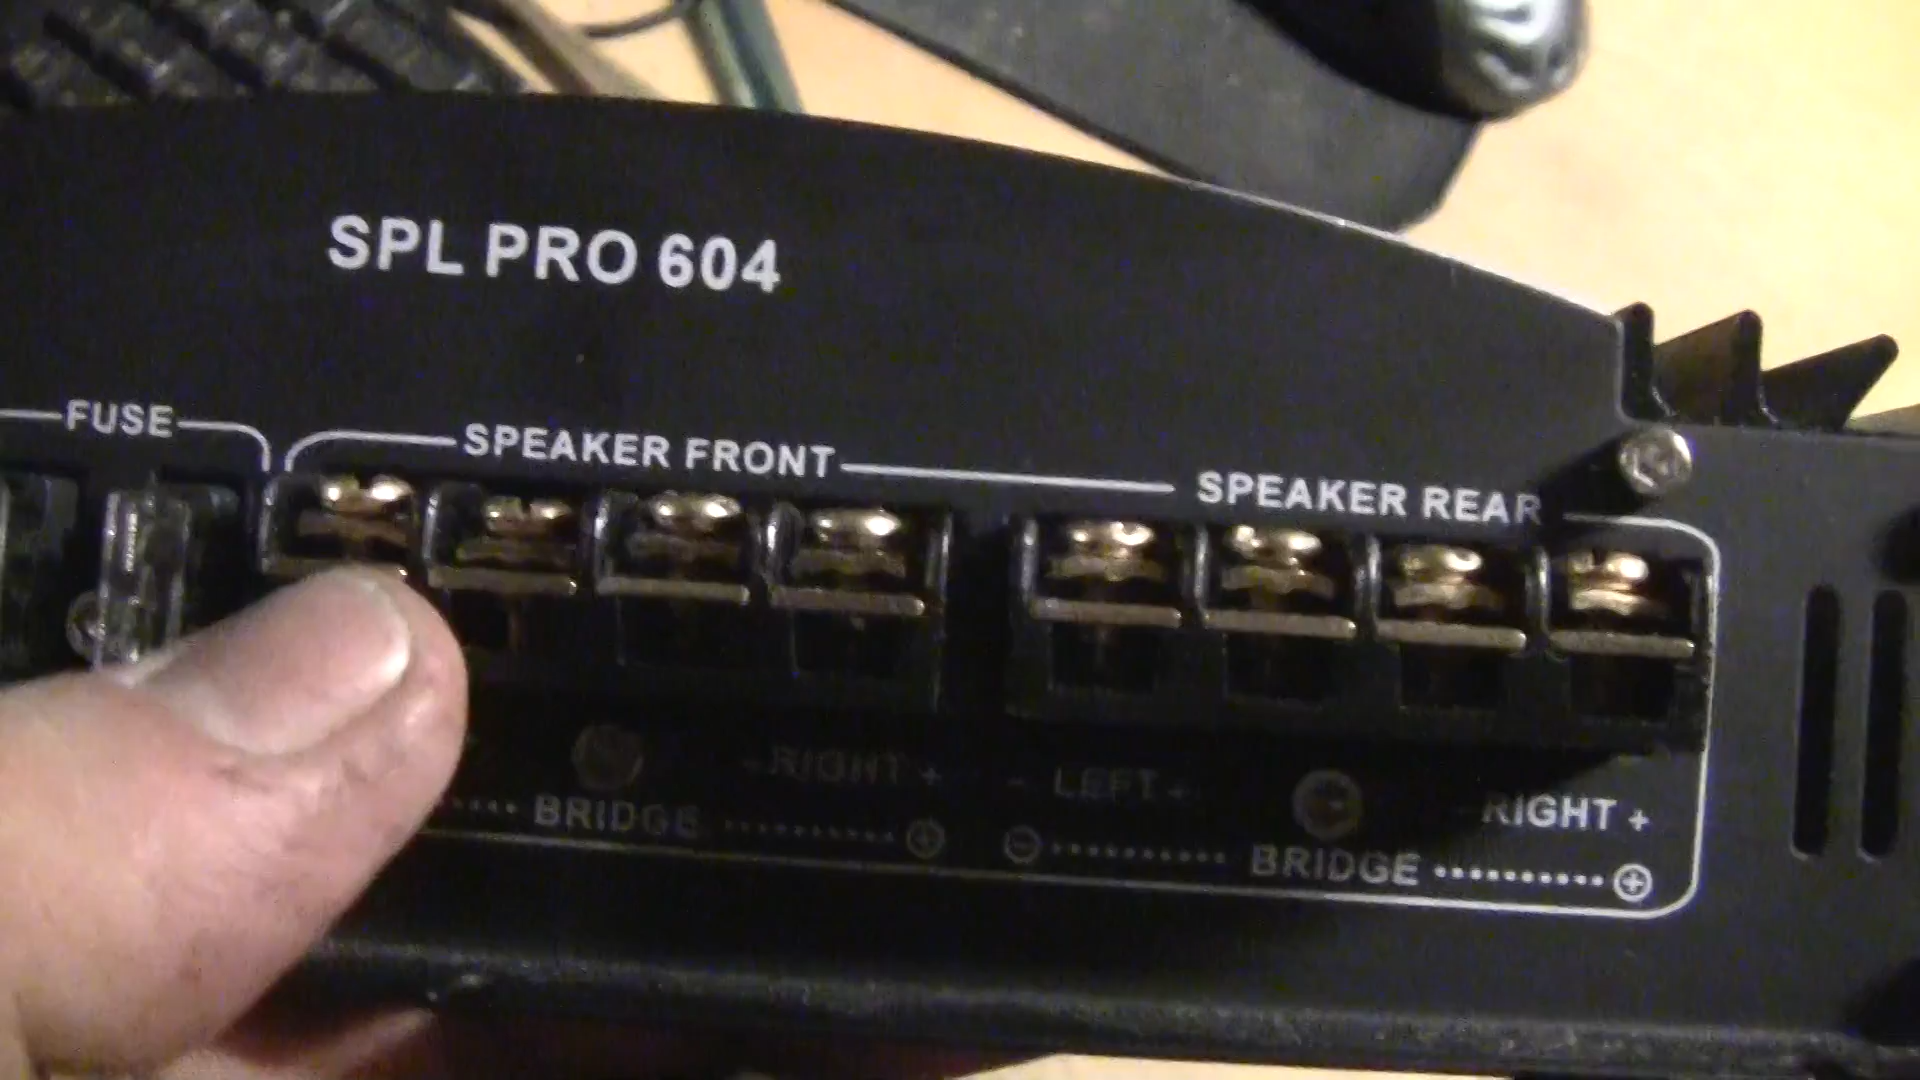 SPL PRO 604
FUSE
SPEAKER FRONT
SPEAKER REAR
- RIGHT +
- LEFT +
- RIGHT +
BRIDGE +
- BRIDGE +